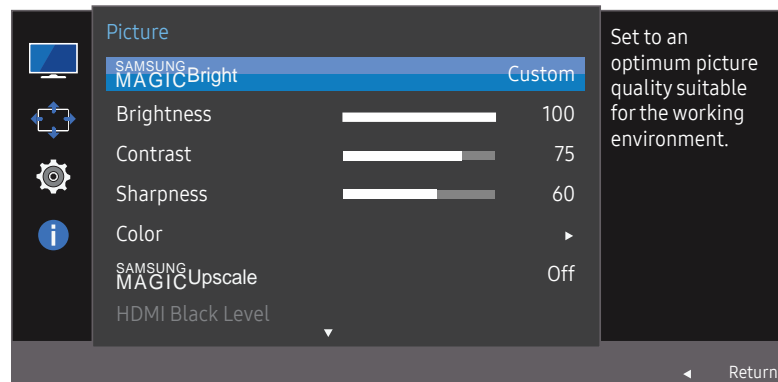 Picture
SAMSUNG
MAGICBright Custom
Brightness 100
Contrast 75
Sharpness 60
Color
SAMSUNG
MAGICUpscale Off
HDMI Black Level
Set to an
optimum picture
quality suitable
for the working
environment.
Return